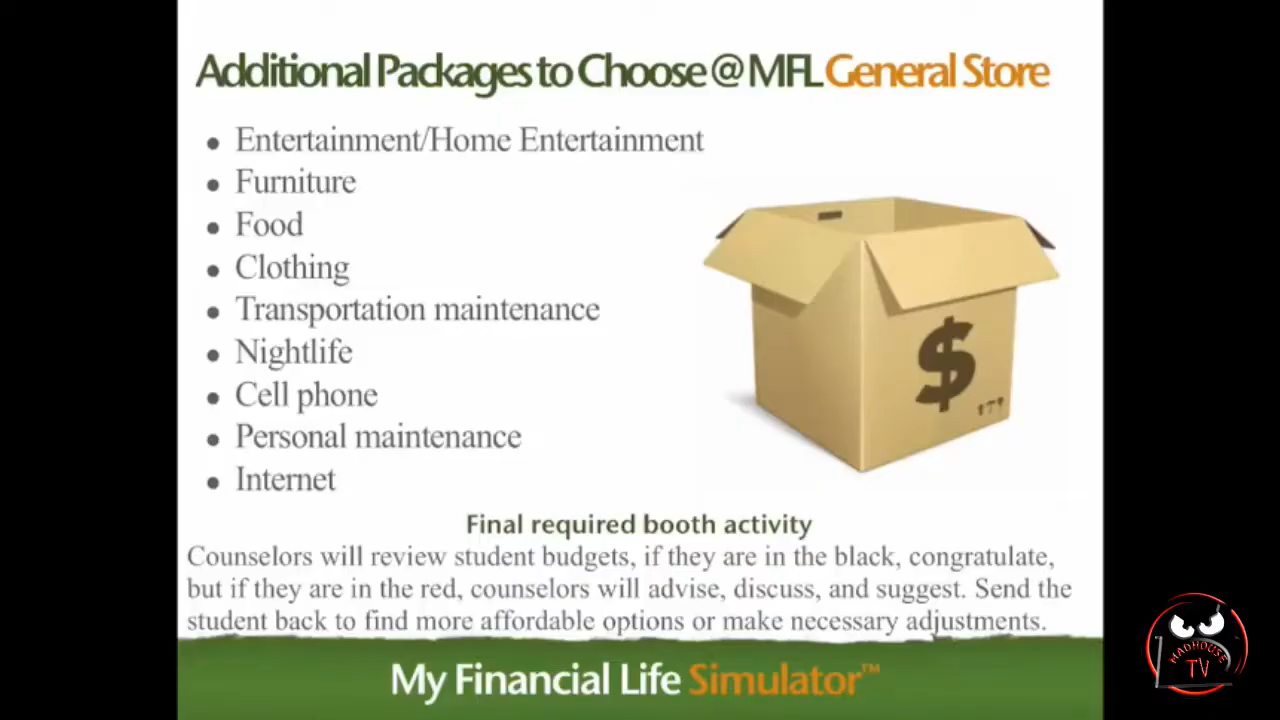 Additional Packages to Choose @ MFL General Store
• Entertainment/Home Entertainment
• Furniture
• Food
• Clothing
• Transportation maintenance
• Nightlife
• Cell phone
• Personal maintenance
• Internet
$
Final required booth activity
Counselors will review student budgets, if they are in the black, congratulate,
but if they are in the red, counselors will advise, discuss, and suggest. Send the
student back to find more affordable options or make necessary adjustments.
My Financial Life Simulator™
MADHOUSE
TV